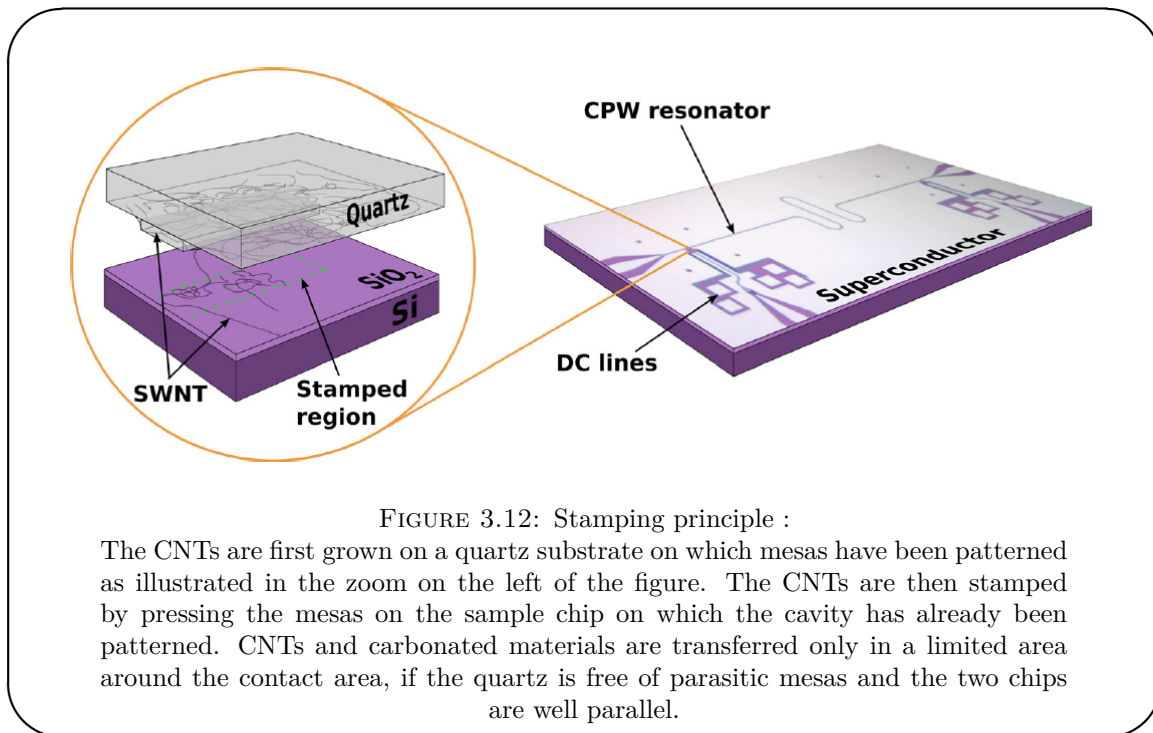 CPW resonator
Quartz
SiO2
Si
Superconductor
SWNT
Stamped
region
DC lines
FIGURE 3.12: Stamping principle :
The CNTs are first grown on a quartz substrate on which mesas have been patterned
as illustrated in the zoom on the left of the figure. The CNTs are then stamped
by pressing the mesas on the sample chip on which the cavity has already been
patterned. CNTs and carbonated materials are transferred only in a limited area
around the contact area, if the quartz is free of parasitic mesas and the two chips
are well parallel.